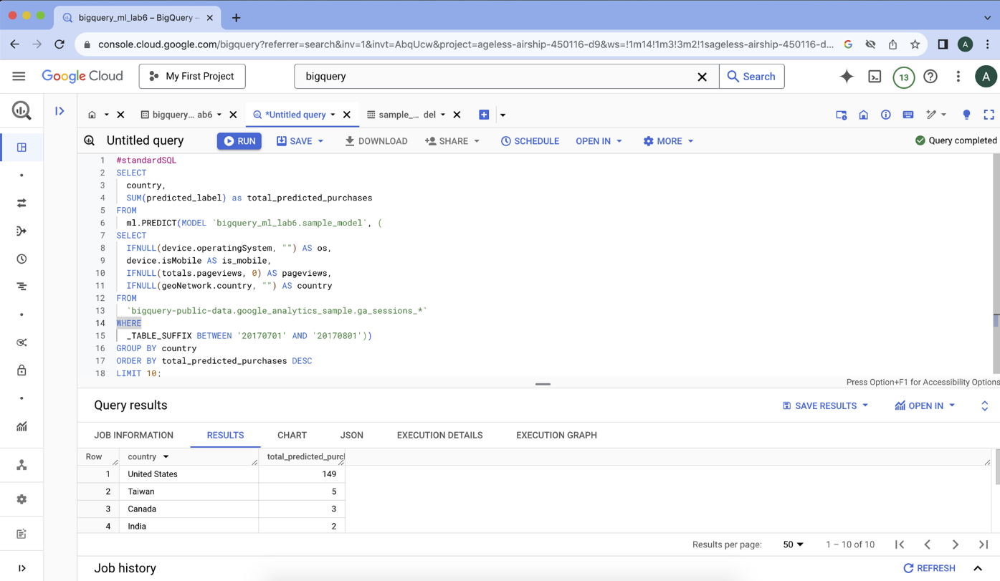 bigquery_ml_lab6 – BigQuery –
console.cloud.google.com/bigquery?referrer=search&inv=1&invt=AbqUcw&project=ageless-airship-450116-d9&ws=!1m14!1m3!3m2!1sageless-airship-450116-d... G A
Google Cloud My First Project bigquery Search 13 A
bigquery... ab6 *Untitled query sample_... del
Untitled query RUN SAVE DOWNLOAD SHARE SCHEDULE OPEN IN MORE Query completed
1 #standardSQL
2 SELECT
3 country,
4 SUM(predicted_label) as total_predicted_purchases
5 FROM
6 ml.PREDICT(MODEL `bigquery_ml_lab6.sample_model`, (
7 SELECT
8 IFNULL(device.operatingSystem, "") AS os,
9 device.isMobile AS is_mobile,
10 IFNULL(totals.pageviews, 0) AS pageviews,
11 IFNULL(geoNetwork.country, "") AS country
12 FROM
13 `bigquery-public-data.google_analytics_sample.ga_sessions_*`
14 WHERE
15 _TABLE_SUFFIX BETWEEN '20170701' AND '20170801'))
16 GROUP BY country
17 ORDER BY total_predicted_purchases DESC
18 LIMIT 10;
Press Option+F1 for Accessibility Options
Query results SAVE RESULTS OPEN IN
JOB INFORMATION RESULTS CHART JSON EXECUTION DETAILS EXECUTION GRAPH
Row country total_predicted_purcl
1 United States 149
2 Taiwan 5
3 Canada 3
4 India 2
Results per page: 50 1 – 10 of 10
Job history REFRESH